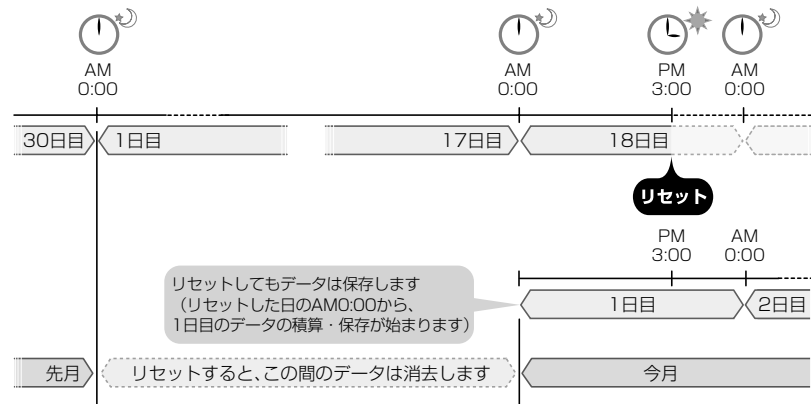 AM
0:00
AM
0:00
PM
3:00
AM
0:00
30日目
1日目
17日目
18日目
リセット
PM
3:00
AM
0:00
リセットしてもデータは保存します
（リセットした日のAM0:00から、
1日目のデータの積算・保存が始まります）
1日目
2日目
先月
リセットすると、この間のデータは消去します
今月